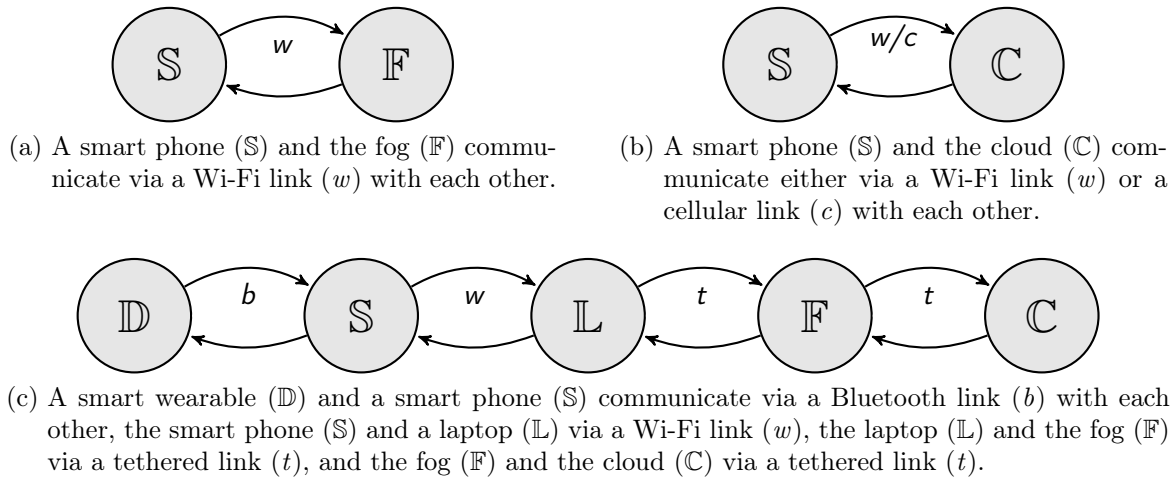 𝕊 w 𝔽
𝕊 w/c ℂ
(a) A smart phone (𝕊) and the fog (𝔽) commu-
nicate via a Wi-Fi link (w) with each other.
(b) A smart phone (𝕊) and the cloud (ℂ) com-
municate either via a Wi-Fi link (w) or a
cellular link (c) with each other.
𝔻 b 𝕊 w 𝕃 t 𝔽 t ℂ
(c) A smart wearable (𝔻) and a smart phone (𝕊) communicate via a Bluetooth link (b) with each
other, the smart phone (𝕊) and a laptop (𝕃) via a Wi-Fi link (w), the laptop (𝕃) and the fog (𝔽)
via a tethered link (t), and the fog (𝔽) and the cloud (ℂ) via a tethered link (t).